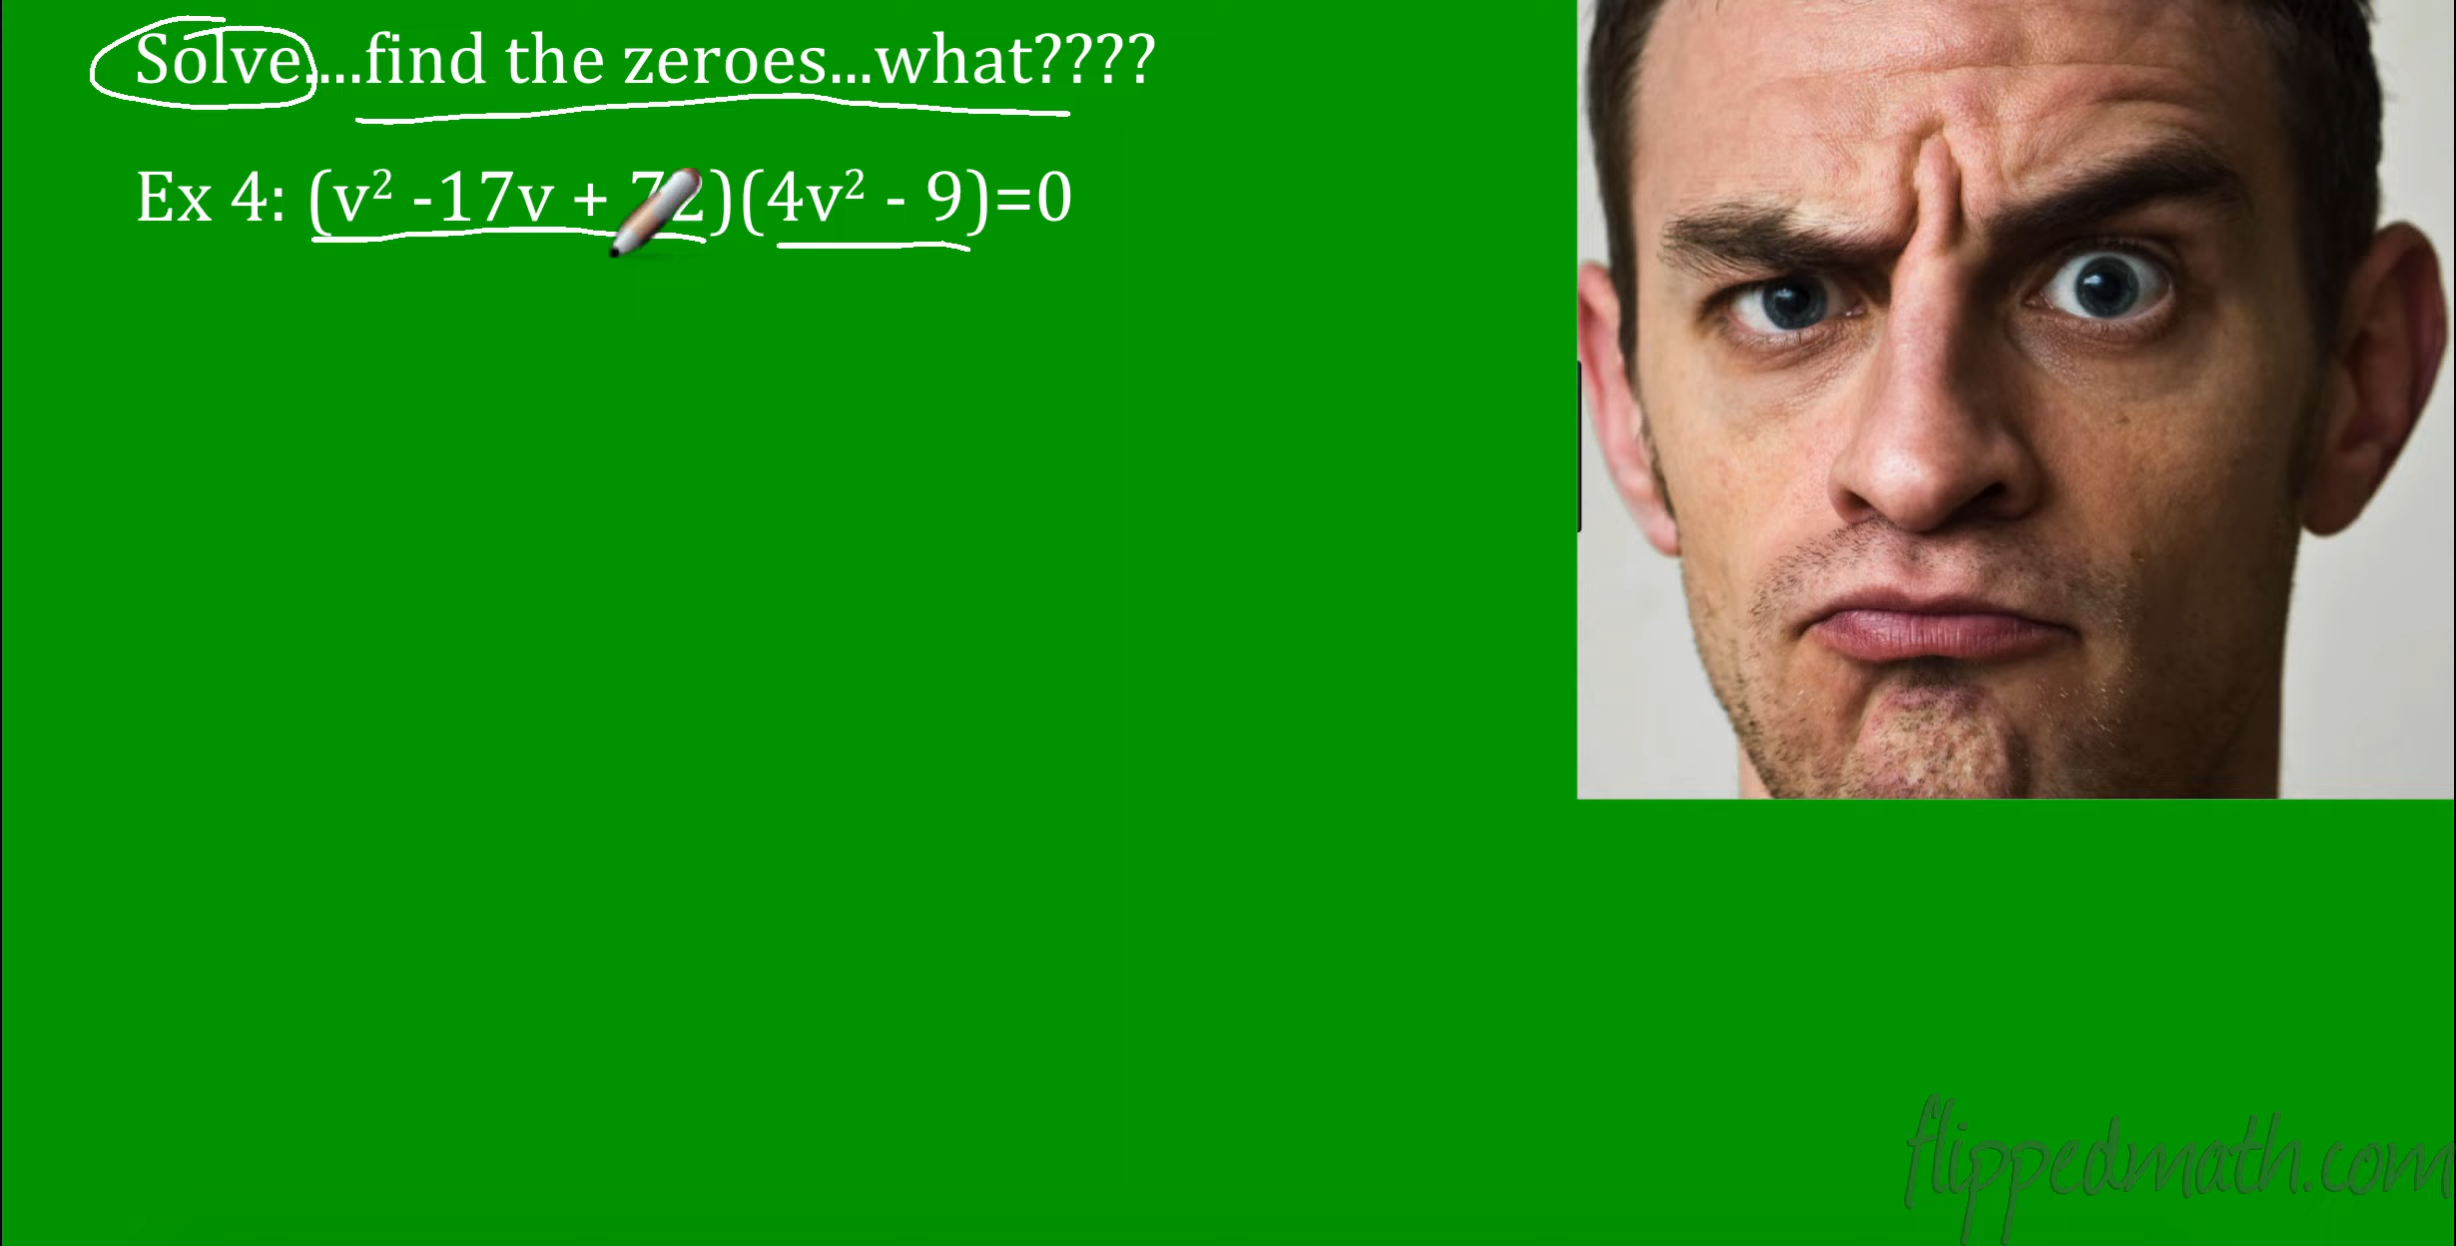 Solve....find the zeroes...what????
Ex 4: (v² -17v + 72)(4v² - 9)=0
flippedmath.com